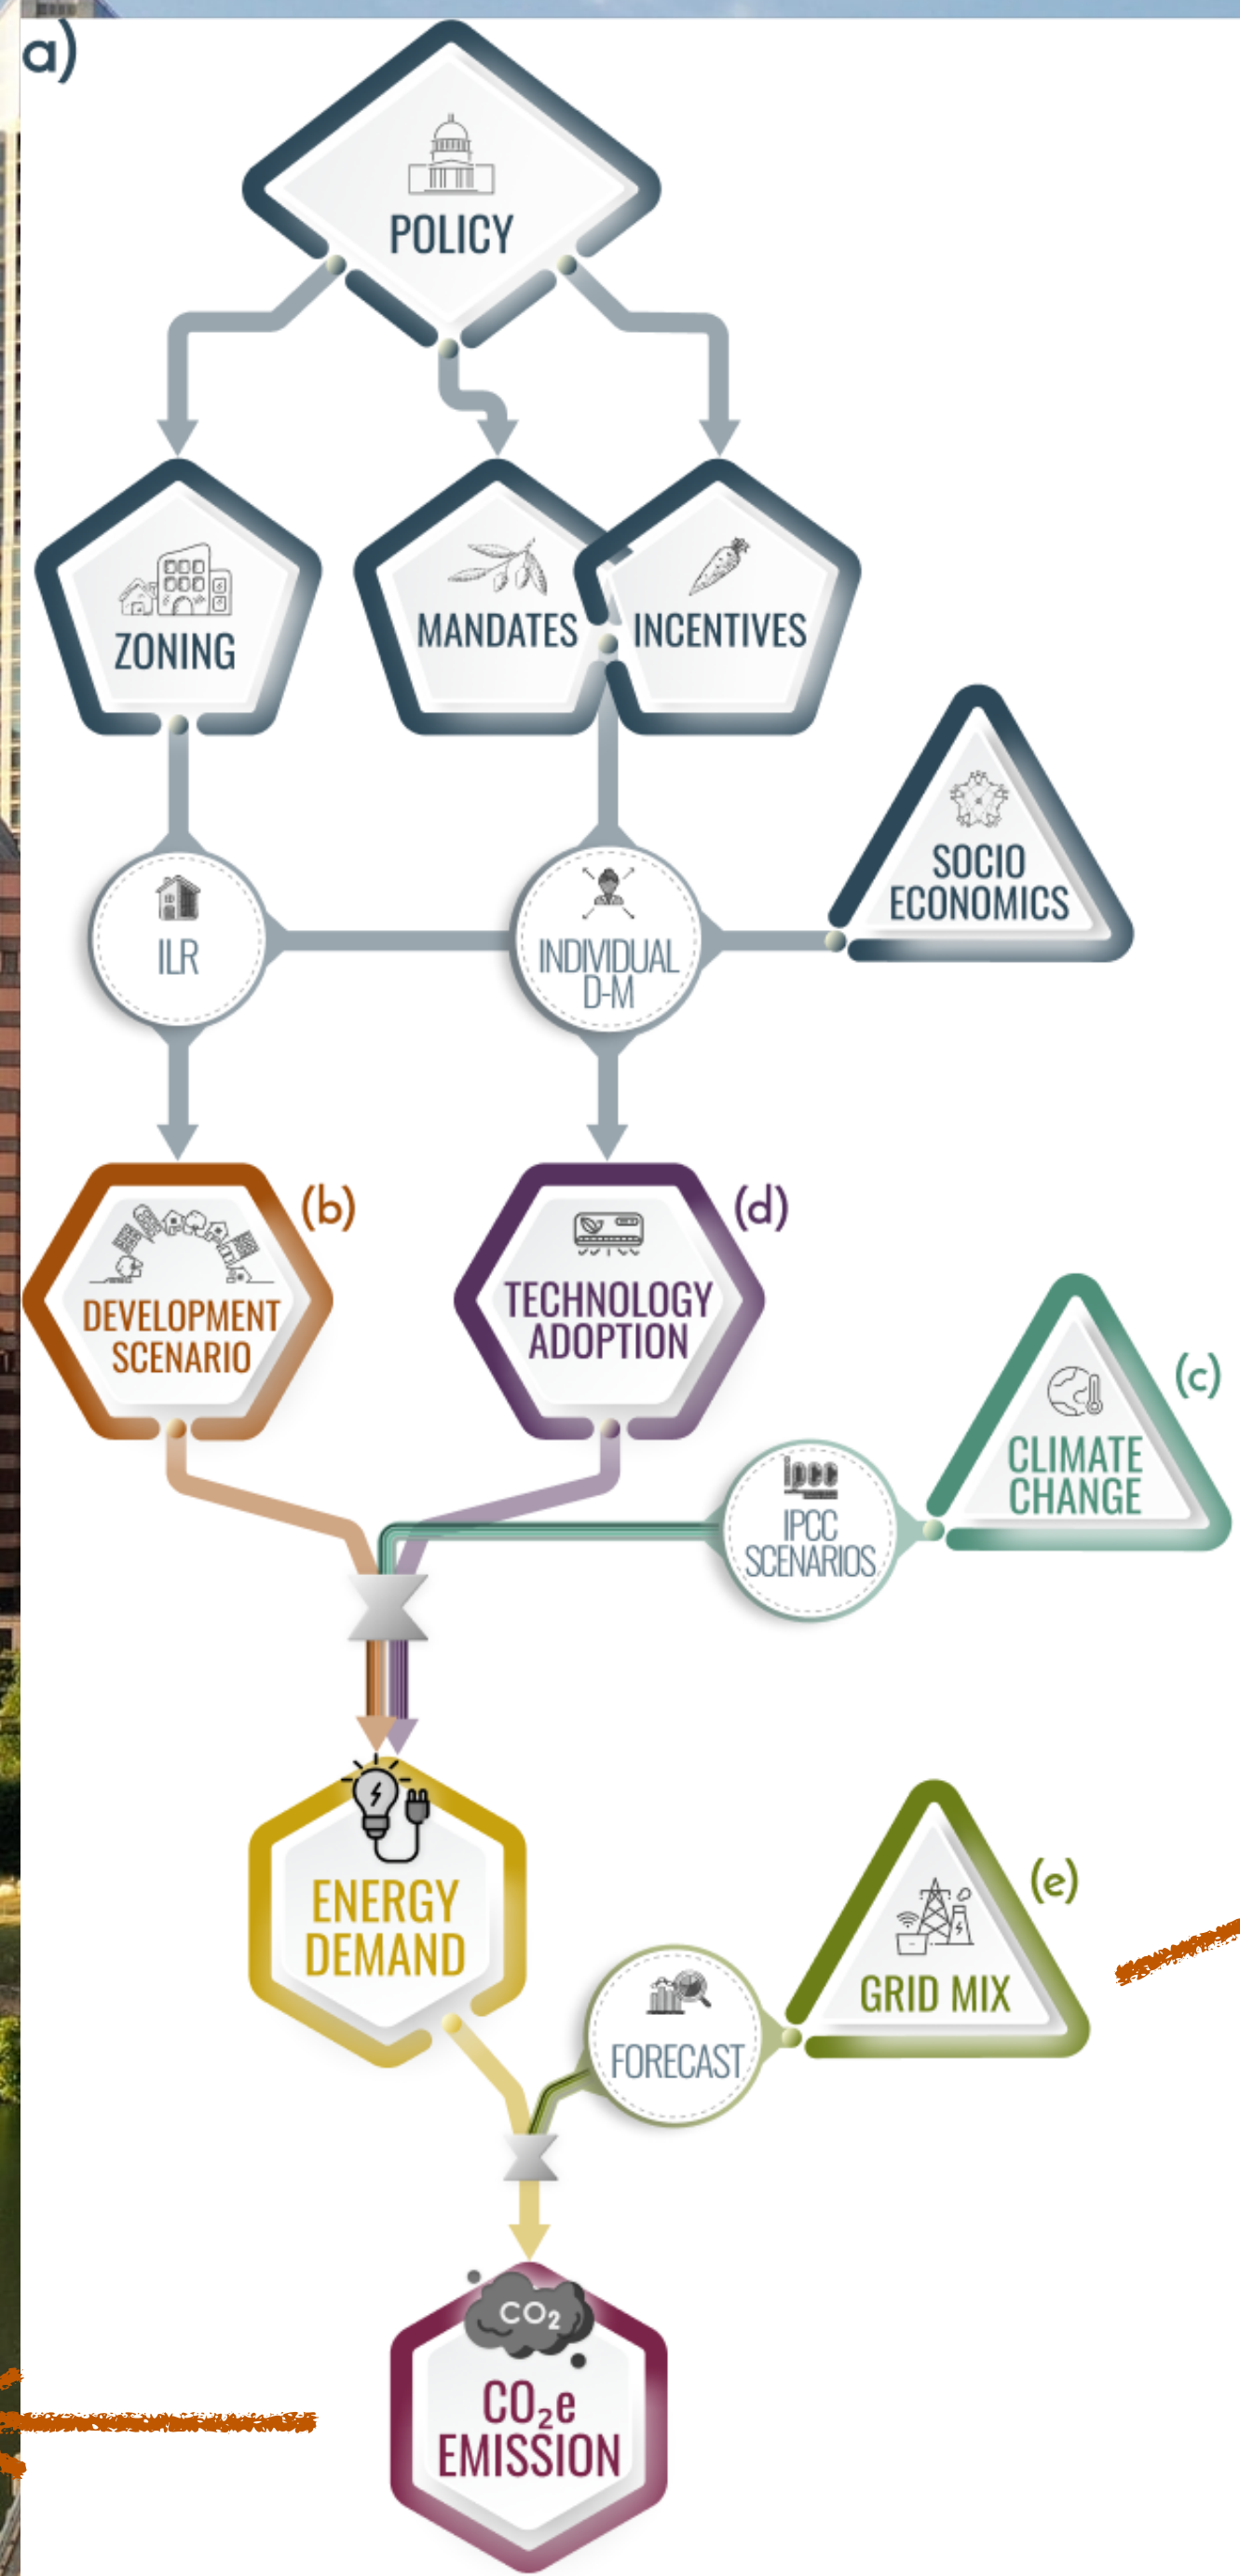 a)
POLICY
ZONING
MANDATES
INCENTIVES
SOCIO
ECONOMICS
ILR
INDIVIDUAL
D-M
(b)
DEVELOPMENT
SCENARIO
(d)
TECHNOLOGY
ADOPTION
(c)
CLIMATE
CHANGE
ipcc
IPCC
SCENARIOS
ENERGY
DEMAND
(e)
GRID MIX
FORECAST
CO₂
CO₂e
EMISSION